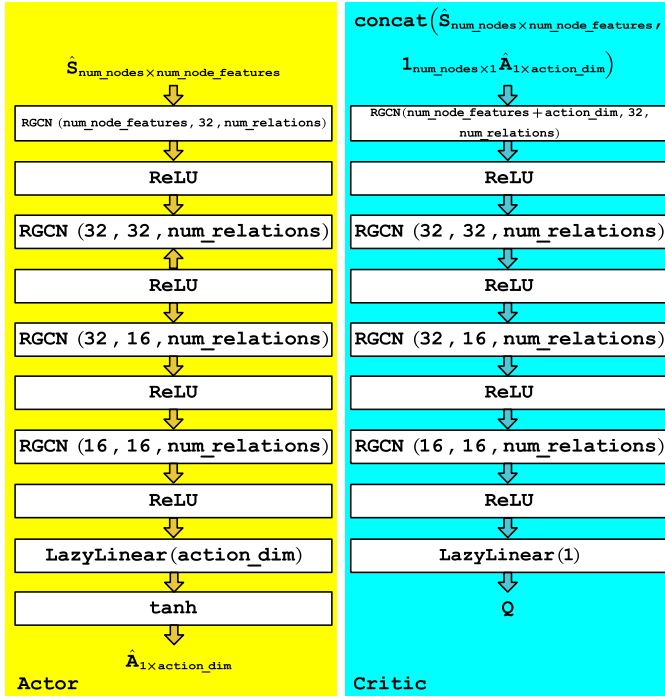 Ŝnum_nodes×num_node_features
RGCN (num_node_features, 32, num_relations)
ReLU
RGCN (32, 32, num_relations)
ReLU
RGCN (32, 16, num_relations)
ReLU
RGCN (16, 16, num_relations)
ReLU
LazyLinear(action_dim)
tanh
Â1×action_dim
Actor
concat(Ŝnum_nodes×num_node_features,
1num_nodes×1Â1×action_dim)
RGCN(num_node_features+action_dim, 32,
num_relations)
ReLU
RGCN (32, 32, num_relations)
ReLU
RGCN (32, 16, num_relations)
ReLU
RGCN (16, 16, num_relations)
ReLU
LazyLinear(1)
Q
Critic